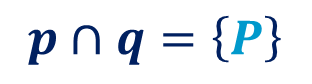 p ∩ q = {P}